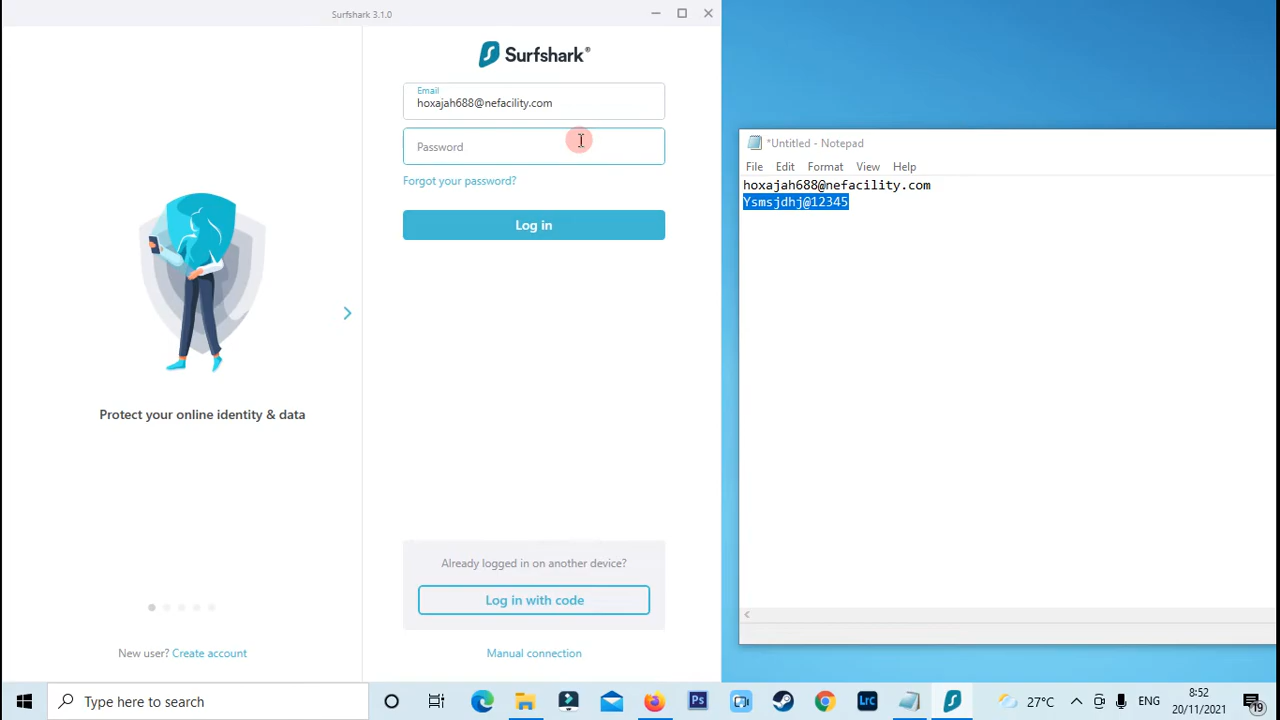 Surfshark 3.1.0
Surfshark®
Email
hoxajah688@nefacility.com
Password
Forgot your password?
Log in
Protect your online identity & data
Already logged in on another device?
Log in with code
New user? Create account
Manual connection
*Untitled - Notepad
File Edit Format View Help
hoxajah688@nefacility.com
Ysmsjdhj@12345
Type here to search
Ps
Lrc
27°C
ENG
8:52
20/11/2021
19